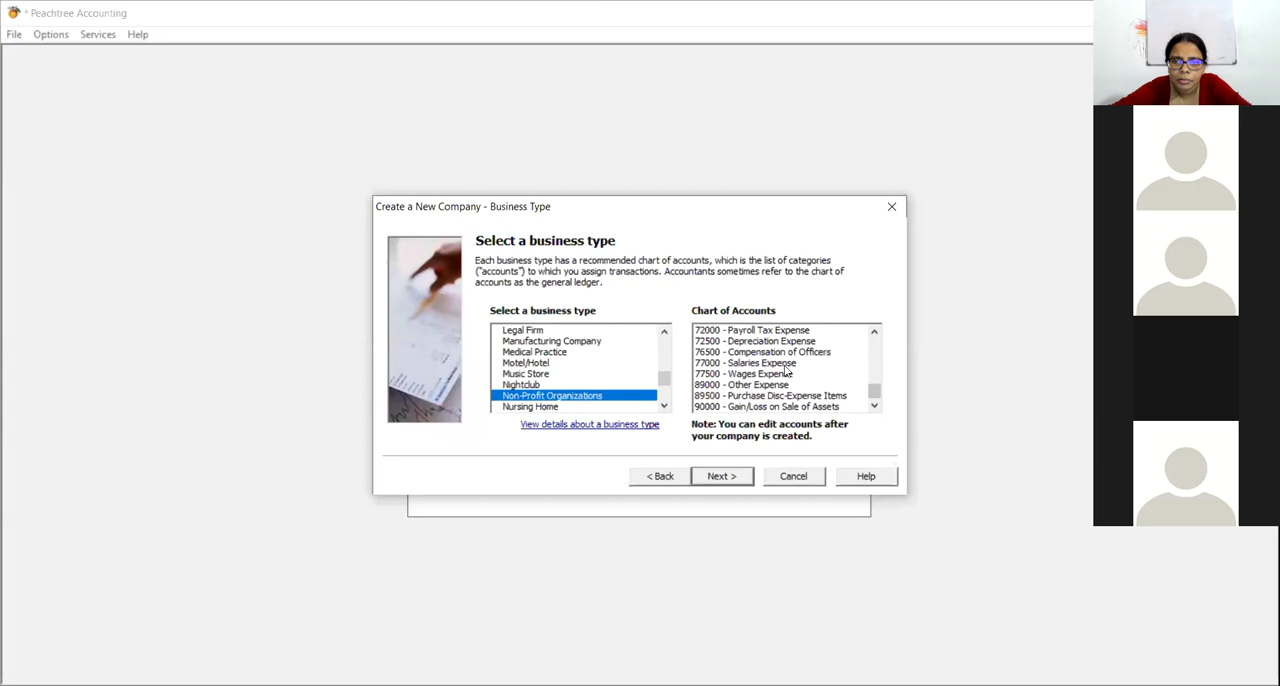 * Peachtree Accounting
File Options Services Help
Create a New Company - Business Type
Select a business type
Each business type has a recommended chart of accounts, which is the list of categories
("accounts") to which you assign transactions. Accountants sometimes refer to the chart
of accounts as the general ledger.
Select a business type
Legal Firm
Manufacturing Company
Medical Practice
Motel/Hotel
Music Store
Nightclub
Non-Profit Organizations
Nursing Home
View details about a business type
Chart of Accounts
72000 - Payroll Tax Expense
72500 - Depreciation Expense
76500 - Compensation of Officers
77000 - Salaries Expense
77500 - Wages Expense
89000 - Other Expense
89500 - Purchase Disc-Expense Items
90000 - Gain/Loss on Sale of Assets
Note: You can edit accounts after
your company is created.
< Back Next > Cancel Help